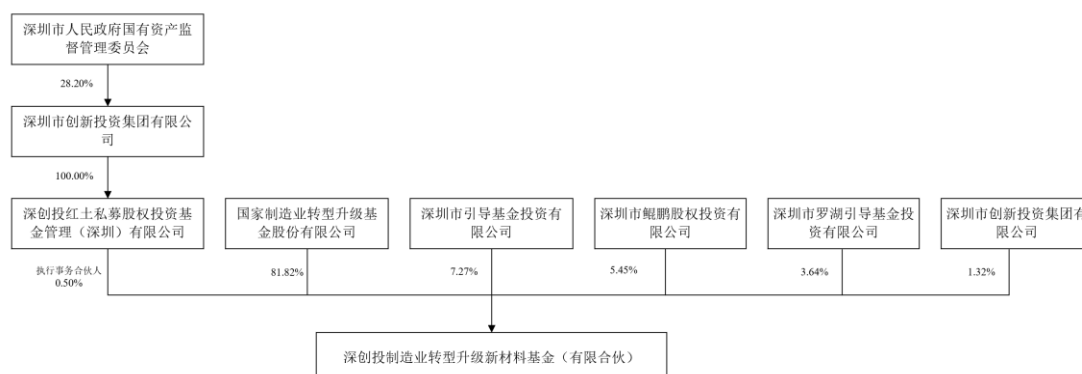 深圳市人民政府国有资产监
督管理委员会
28.20%
深圳市创新投资集团有限公
司
100.00%
深创投红土私募股权投资基
金管理（深圳）有限公司
国家制造业转型升级基
金股份有限公司
深圳市引导基金投资有
限公司
深圳市鲲鹏股权投资有
限公司
深圳市罗湖引导基金投
资有限公司
深圳市创新投资集团有
限公司
执行事务合伙人
0.50%
81.82%
7.27%
5.45%
3.64%
1.32%
深创投制造业转型升级新材料基金（有限合伙）